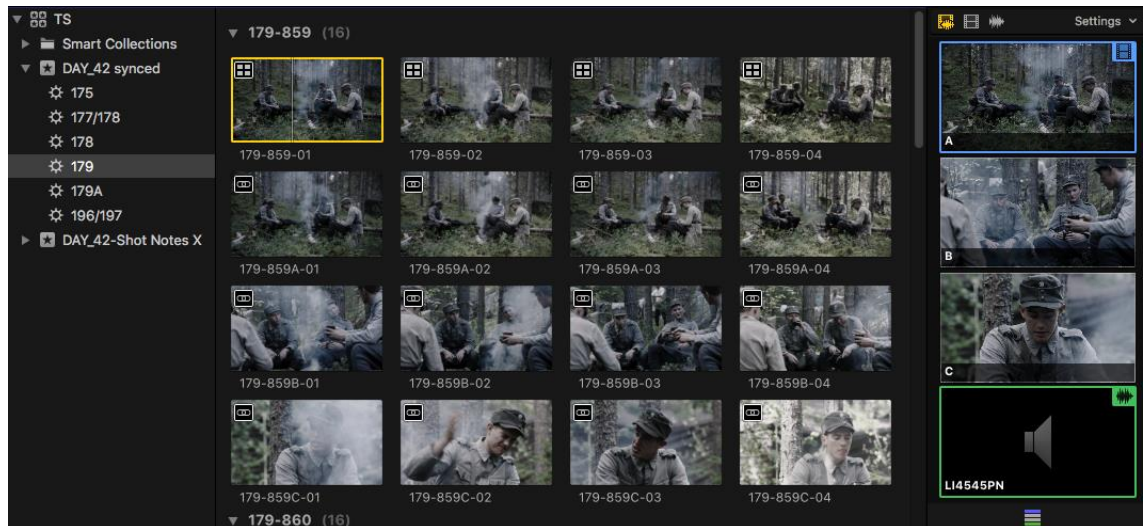 TS
Smart Collections
DAY_42 synced
175
177/178
178
179
179A
196/197
DAY_42-Shot Notes X
179-859 (16)
179-859-01
179-859-02
179-859-03
179-859-04
179-859A-01
179-859A-02
179-859A-03
179-859A-04
179-859B-01
179-859B-02
179-859B-03
179-859B-04
179-859C-01
179-859C-02
179-859C-03
179-859C-04
179-860 (16)
Settings
A
B
C
LI4545PN